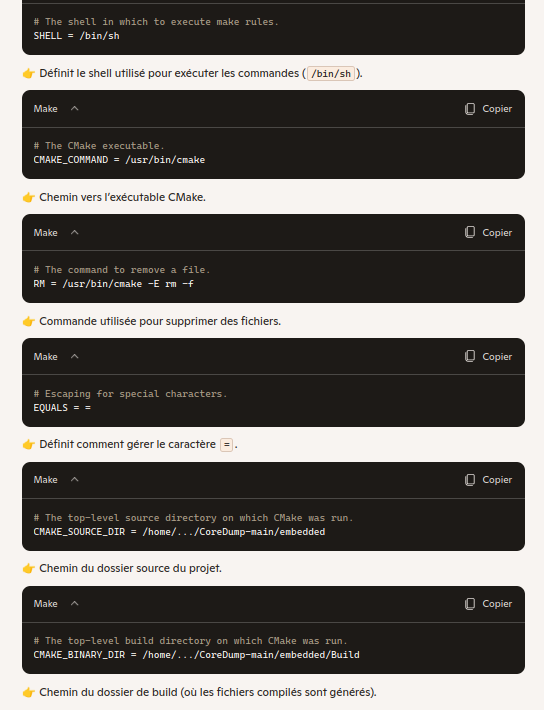 # The shell in which to execute make rules.
SHELL = /bin/sh
👉 Définit le shell utilisé pour exécuter les commandes ( /bin/sh ).
Make Copier
# The CMake executable.
CMAKE_COMMAND = /usr/bin/cmake
👉 Chemin vers l’exécutable CMake.
Make Copier
# The command to remove a file.
RM = /usr/bin/cmake -E rm -f
👉 Commande utilisée pour supprimer des fichiers.
Make Copier
# Escaping for special characters.
EQUALS = =
👉 Définit comment gérer le caractère = .
Make Copier
# The top-level source directory on which CMake was run.
CMAKE_SOURCE_DIR = /home/.../CoreDump-main/embedded
👉 Chemin du dossier source du projet.
Make Copier
# The top-level build directory on which CMake was run.
CMAKE_BINARY_DIR = /home/.../CoreDump-main/embedded/Build
👉 Chemin du dossier de build (où les fichiers compilés sont générés).